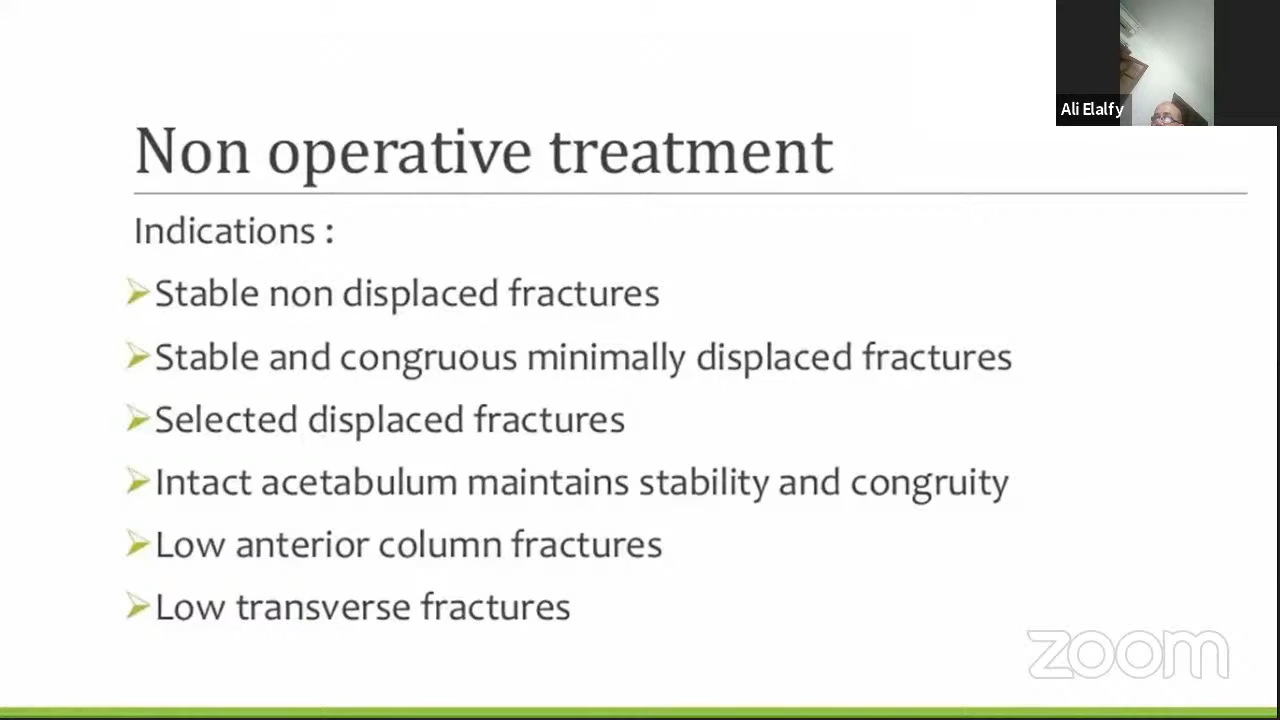 Ali Elalfy
Non operative treatment
Indications :
Stable non displaced fractures
Stable and congruous minimally displaced fractures
Selected displaced fractures
Intact acetabulum maintains stability and congruity
Low anterior column fractures
Low transverse fractures
zoom